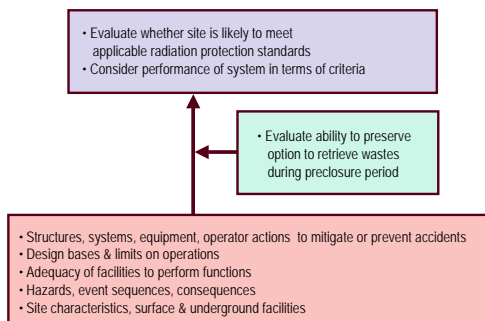 • Evaluate whether site is likely to meet
applicable radiation protection standards
• Consider performance of system in terms of criteria
• Evaluate ability to preserve
option to retrieve wastes
during preclosure period
• Structures, systems, equipment, operator actions to mitigate or prevent accidents
• Design bases & limits on operations
• Adequacy of facilities to perform functions
• Hazards, event sequences, consequences
• Site characteristics, surface & underground facilities